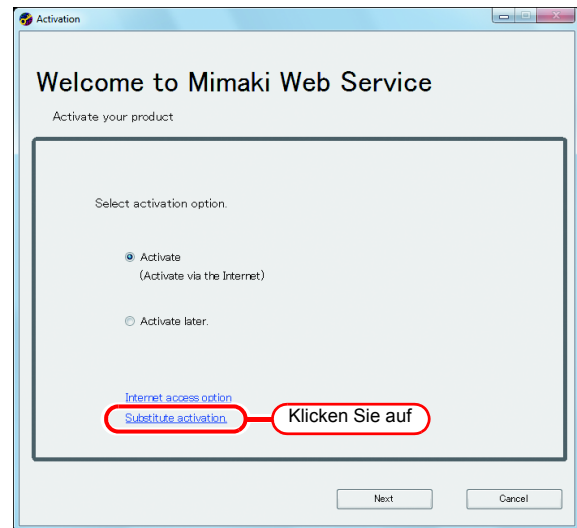 Activation
Welcome to Mimaki Web Service
Activate your product
Select activation option.
Activate
(Activate via the Internet)
Activate later.
Internet access option
Substitute activation.
Klicken Sie auf
Next
Cancel